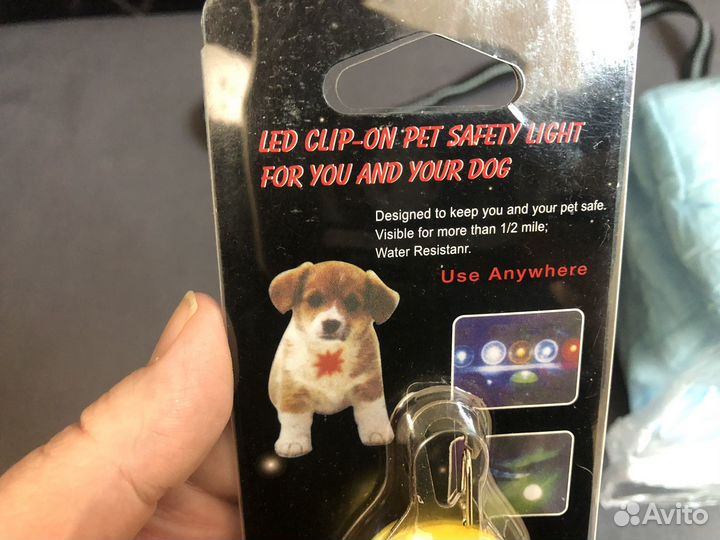 LED CLIP-ON PET SAFETY LIGHT
FOR YOU AND YOUR DOG
Designed to keep you and your pet safe.
Visible for more than 1/2 mile;
Water Resistanr.
Use Anywhere
Avito